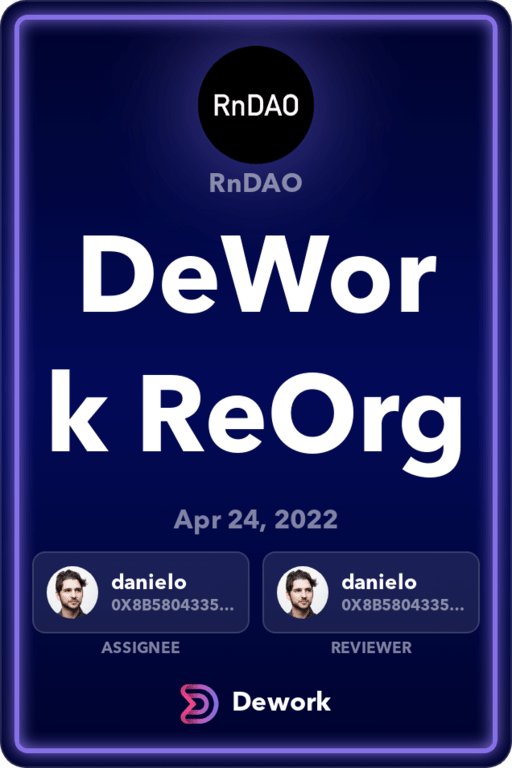 RnDAO
RnDAO
DeWor
k ReOrg
Apr 24, 2022
danielo
0X8B5804335...
danielo
0X8B5804335...
ASSIGNEE
REVIEWER
Dework